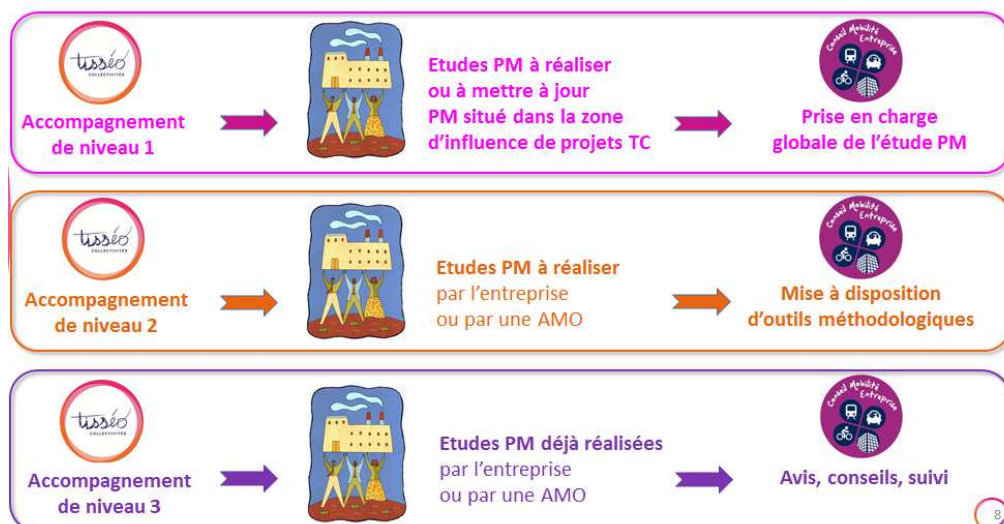 tisséo
COLLECTIVITÉS
Accompagnement
de niveau 1
Etudes PM à réaliser
ou à mettre à jour
PM situé dans la zone
d'influence de projets TC
Conseil Mobilité
Entreprise
Prise en charge
globale de l'étude PM
tisséo
COLLECTIVITÉS
Accompagnement
de niveau 2
Etudes PM à réaliser
par l'entreprise
ou par une AMO
Conseil Mobilité
Entreprise
Mise à disposition
d'outils méthodologiques
tisséo
COLLECTIVITÉS
Accompagnement
de niveau 3
Etudes PM déjà réalisées
par l'entreprise
ou par une AMO
Conseil Mobilité
Entreprise
Avis, conseils, suivi
8